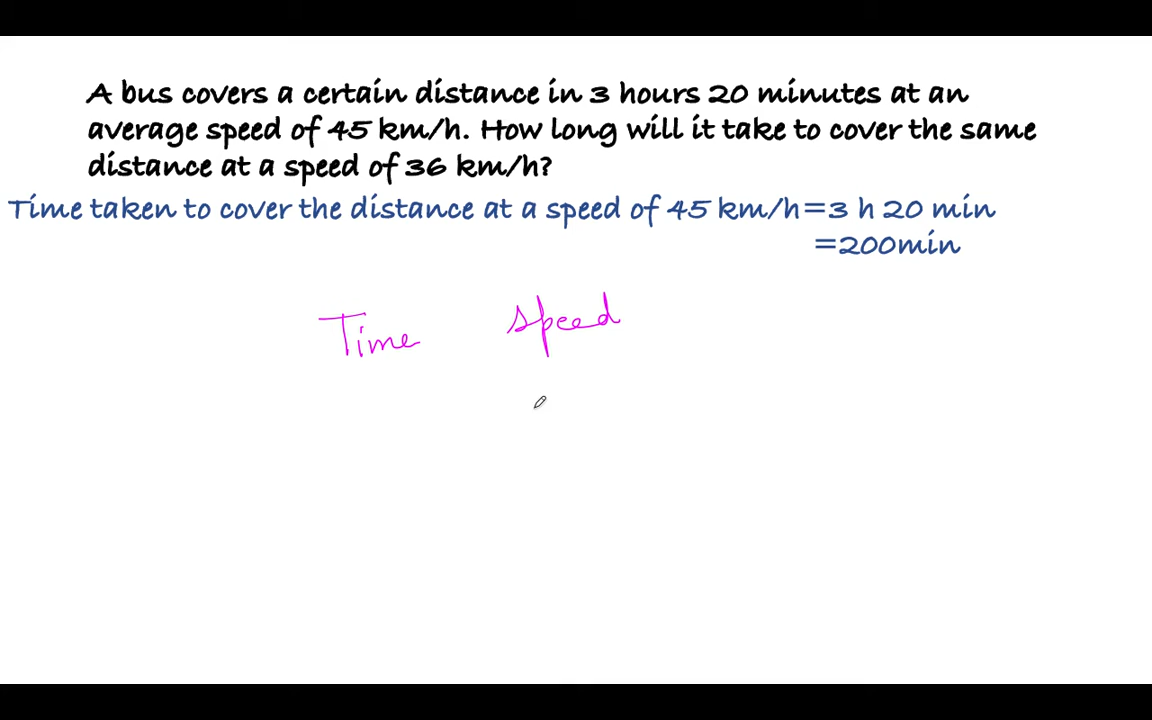 A bus covers a certain distance in 3 hours 20 minutes at an
average speed of 45 km/h. How long will it take to cover the same
distance at a speed of 36 km/h?
Time taken to cover the distance at a speed of 45 km/h=3 h 20 min
=200min
Time speed